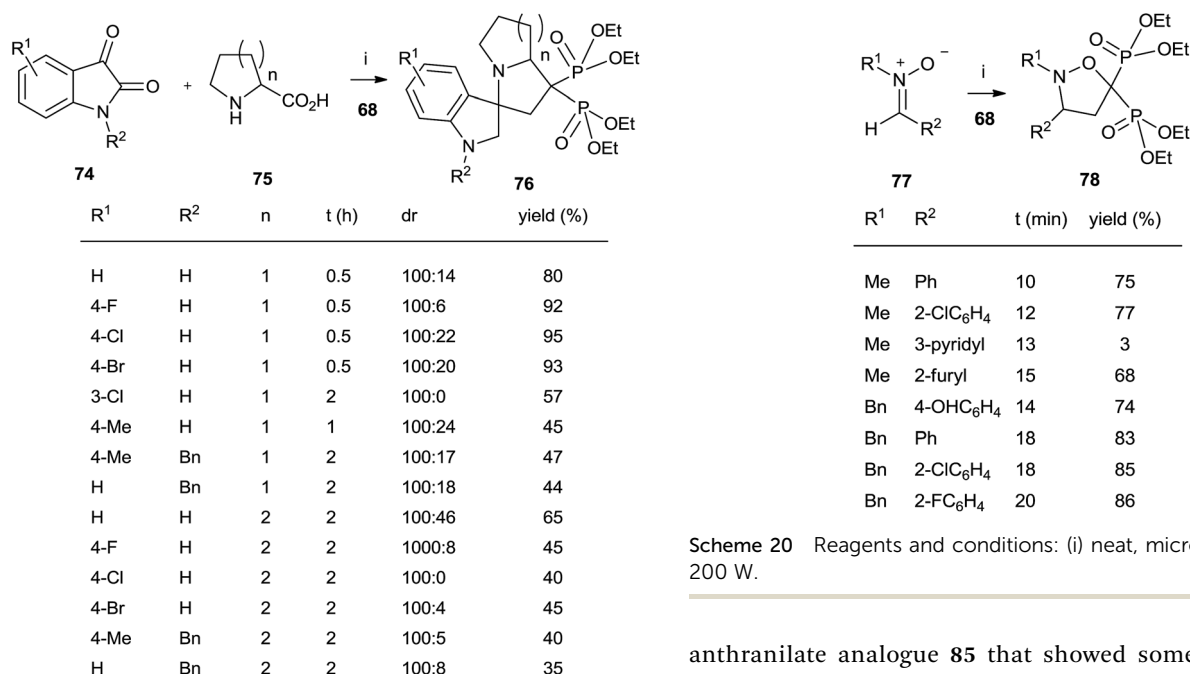 R¹ O O N R² 74
+
( ) n N H CO₂H 75
i 68
R¹ ( ) n N N R² O P OEt OEt P O OEt OEt 76
R¹ R² n t (h) dr yield (%)
H H 1 0.5 100:14 80
4-F H 1 0.5 100:6 92
4-Cl H 1 0.5 100:22 95
4-Br H 1 0.5 100:20 93
3-Cl H 1 2 100:0 57
4-Me H 1 1 100:24 45
4-Me Bn 1 2 100:17 47
H Bn 1 2 100:18 44
H H 2 2 100:46 65
4-F H 2 2 1000:8 45
4-Cl H 2 2 100:0 40
4-Br H 2 2 100:4 45
4-Me Bn 2 2 100:5 40
H Bn 2 2 100:8 35
R¹ N + O − H R² 77
i 68
R¹ N O R² O P OEt OEt O P OEt OEt 78
R¹ R² t (min) yield (%)
Me Ph 10 75
Me 2-ClC₆H₄ 12 77
Me 3-pyridyl 13 3
Me 2-furyl 15 68
Bn 4-OHC₆H₄ 14 74
Bn Ph 18 83
Bn 2-ClC₆H₄ 18 85
Bn 2-FC₆H₄ 20 86
Scheme 20 Reagents and conditions: (i) neat, micr
200 W.
anthranilate analogue 85 that showed some